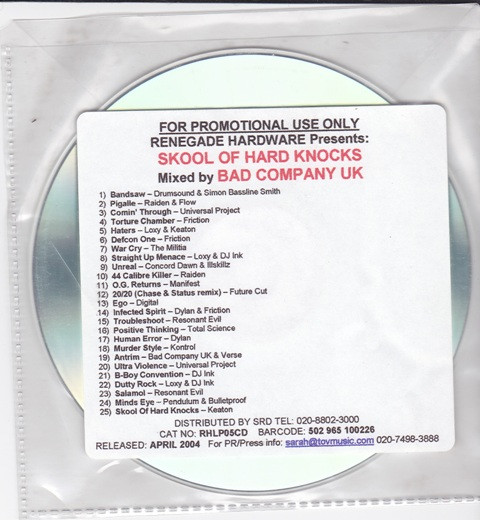 FOR PROMOTIONAL USE ONLY
RENEGADE HARDWARE Presents:
SKOOL OF HARD KNOCKS
Mixed by BAD COMPANY UK
1) Bandsaw – Drumsound & Simon Bassline Smith
2) Pigalle – Raiden & Flow
3) Comin' Through – Universal Project
4) Torture Chamber – Friction
5) Haters – Loxy & Keaton
6) Defcon One – Friction
7) War Cry – The Militia
8) Straight Up Menace – Loxy & DJ Ink
9) Unreal – Concord Dawn & Illskillz
10) 44 Calibre Killer – Raiden
11) O.G. Returns – Manifest
12) 20/20 (Chase & Status remix) – Future Cut
13) Ego – Digital
14) Infected Spirit – Dylan & Friction
15) Troubleshoot – Resonant Evil
16) Positive Thinking – Total Science
17) Human Error – Dylan
18) Murder Style – Kontrol
19) Antrim – Bad Company UK & Verse
20) Ultra Violence – Universal Project
21) B-Boy Convention – DJ Ink
22) Dutty Rock – Loxy & DJ Ink
23) Salamol – Resonant Evil
24) Minds Eye – Pendulum & Bulletproof
25) Skool Of Hard Knocks – Keaton
DISTRIBUTED BY SRD TEL: 020-8802-3000
CAT NO: RHLP05CD BARCODE: 502 965 100226
RELEASED: APRIL 2004 For PR/Press info: sarah@tovmusic.com 020-7498-3888